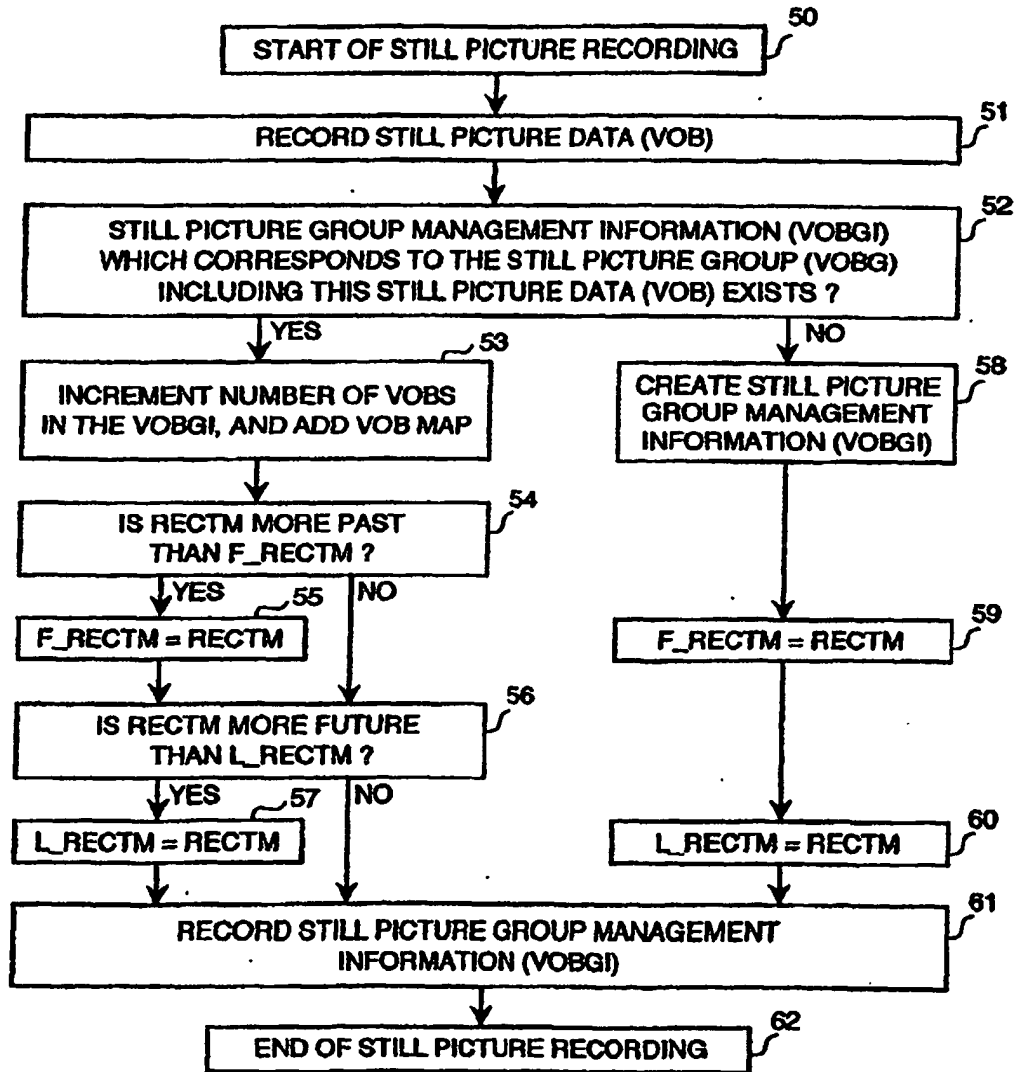 50
START OF STILL PICTURE RECORDING
51
RECORD STILL PICTURE DATA (VOB)
52
STILL PICTURE GROUP MANAGEMENT INFORMATION (VOBGI)
WHICH CORRESPONDS TO THE STILL PICTURE GROUP (VOBG)
INCLUDING THIS STILL PICTURE DATA (VOB) EXISTS ?
YES
NO
53
INCREMENT NUMBER OF VOBS
IN THE VOBGI, AND ADD VOB MAP
58
CREATE STILL PICTURE
GROUP MANAGEMENT
INFORMATION (VOBGI)
54
IS RECTM MORE PAST
THAN F_RECTM ?
YES
NO
55
F_RECTM = RECTM
59
F_RECTM = RECTM
56
IS RECTM MORE FUTURE
THAN L_RECTM ?
YES
NO
57
L_RECTM = RECTM
60
L_RECTM = RECTM
61
RECORD STILL PICTURE GROUP MANAGEMENT
INFORMATION (VOBGI)
62
END OF STILL PICTURE RECORDING